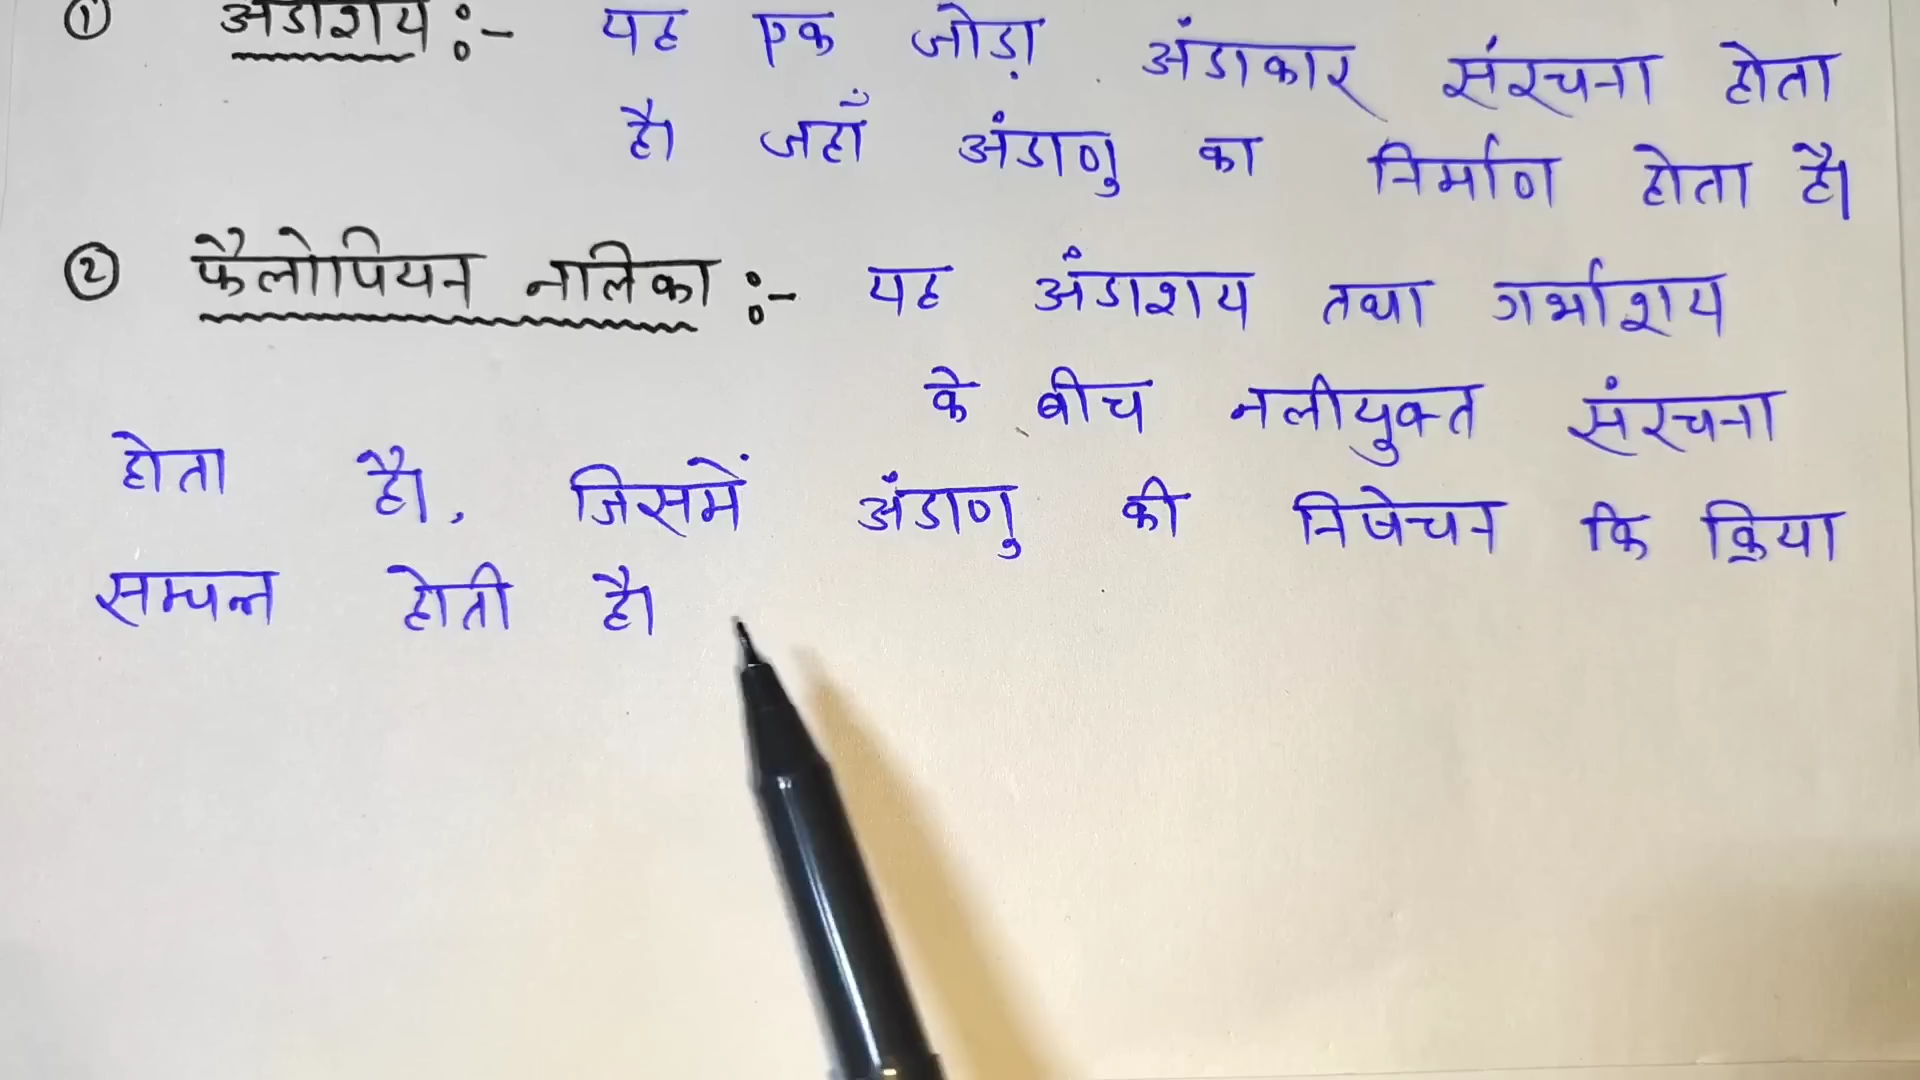 ① अंडाशय :- यह एक जोड़ा अंडाकार संरचना होता
है। जहाँ अंडाणु का निर्माण होता है।
② फैलोपियन नलिका :- यह अंडाशय तथा गर्भाशय
के बीच नलीयुक्त संरचना
होता है, जिसमें अंडाणु की निषेचन कि क्रिया
सम्पन्न होती है।